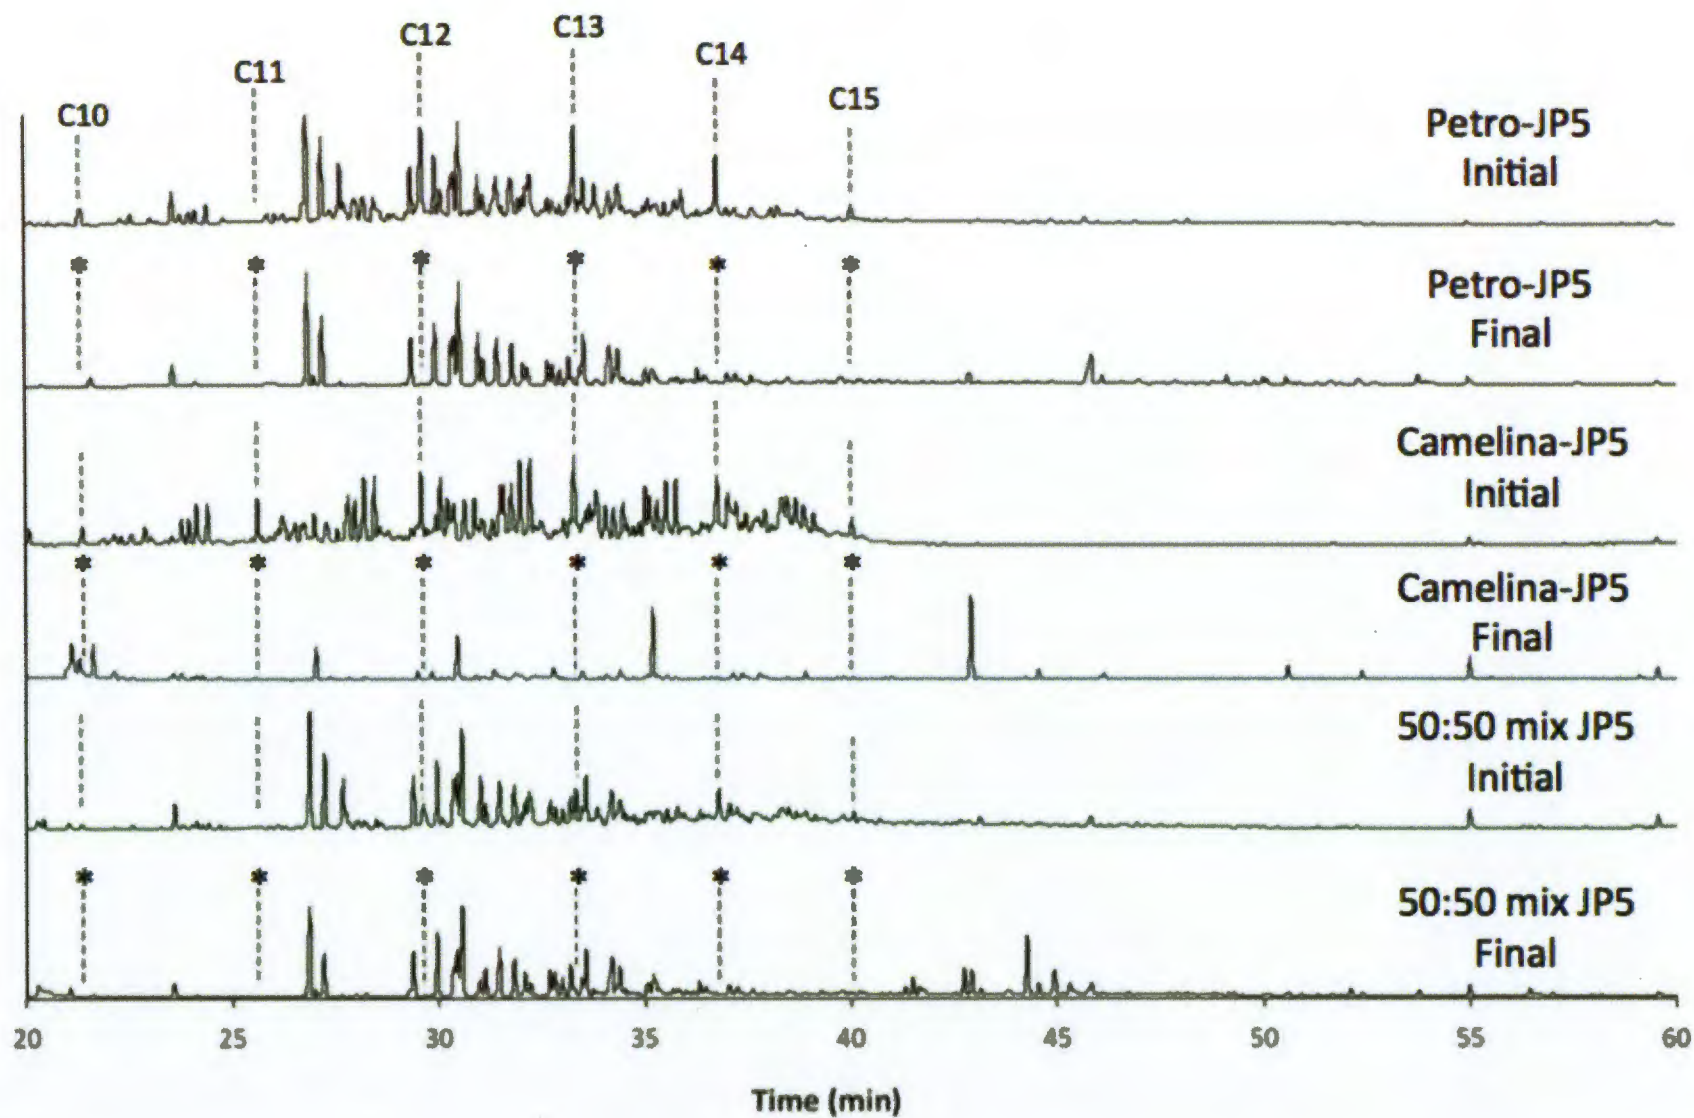 C10
C11
C12
C13
C14
C15
Petro-JP5
Initial
* * * * * *
Petro-JP5
Final
Camelina-JP5
Initial
* * * * * *
Camelina-JP5
Final
50:50 mix JP5
Initial
* * * * * *
50:50 mix JP5
Final
20 25 30 35 40 45 50 55 60
Time (min)